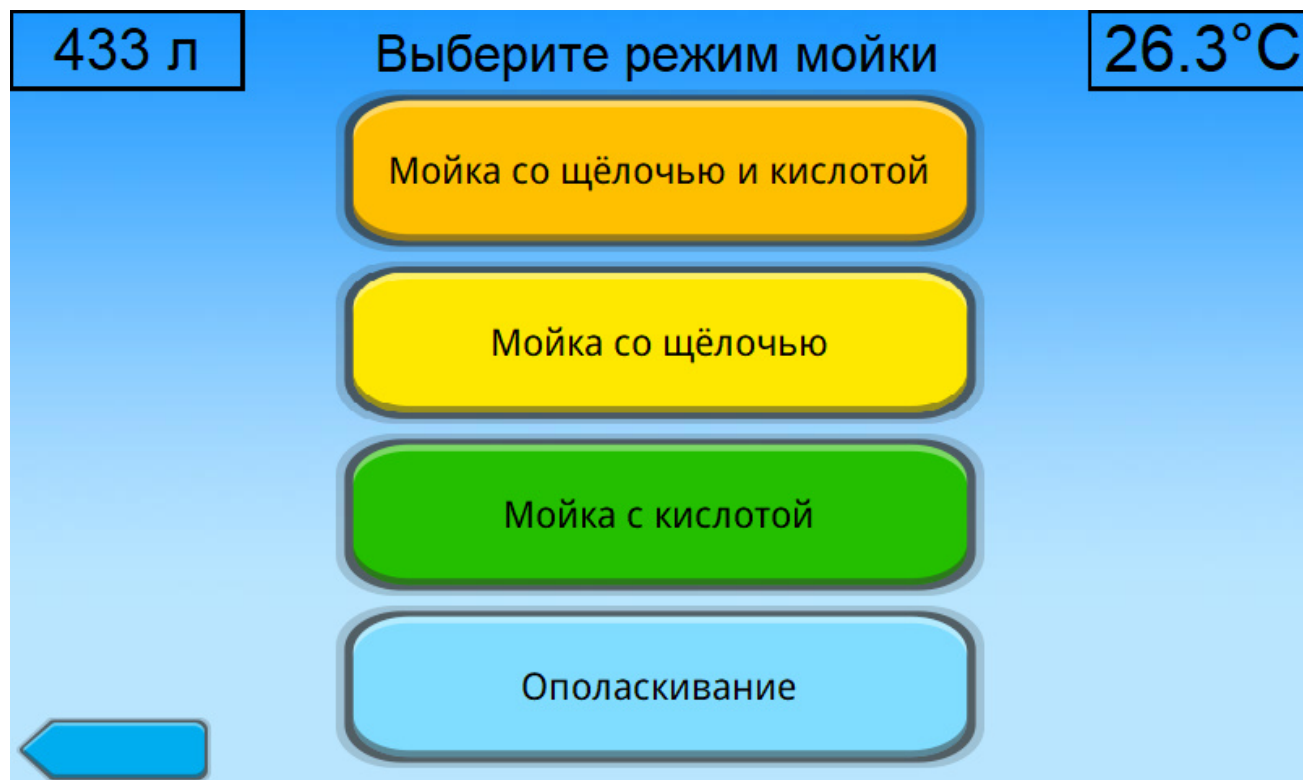 433 л
Выберите режим мойки
26.3°C
Мойка со щёлочью и кислотой
Мойка со щёлочью
Мойка с кислотой
Ополаскивание